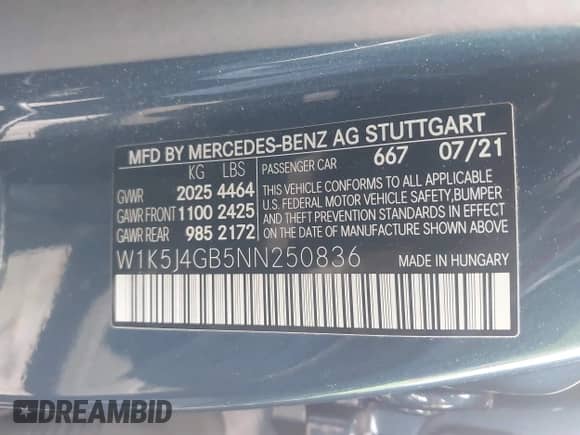 MFD BY MERCEDES-BENZ AG STUTTGART
KG LBS PASSENGER CAR 667 07/21
GVWR 2025 4464
GAWR FRONT 1100 2425
GAWR REAR 985 2172
THIS VEHICLE CONFORMS TO ALL APPLICABLE
U.S. FEDERAL MOTOR VEHICLE SAFETY, BUMPER
AND THEFT PREVENTION STANDARDS IN EFFECT
ON THE DATE OF MANUFACTURE SHOWN ABOVE.
W1K5J4GB5NN250836 MADE IN HUNGARY
DREAMBID